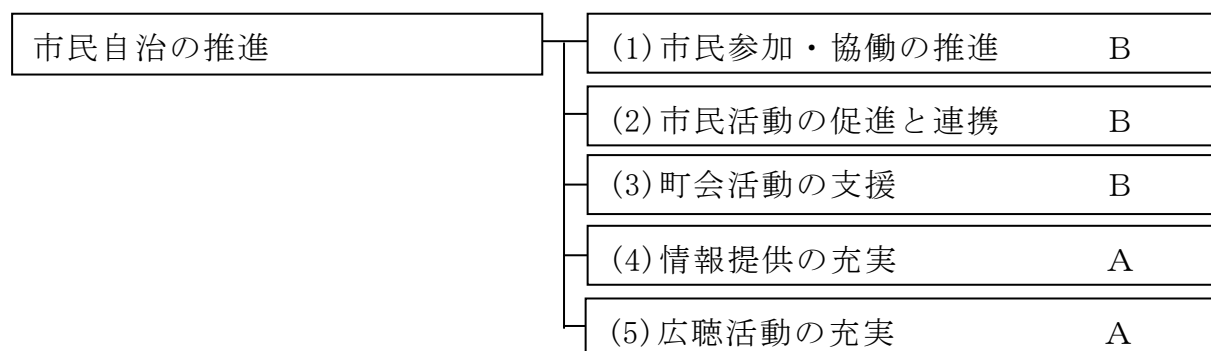 市民自治の推進
(1)市民参加・協働の推進 B
(2)市民活動の促進と連携 B
(3)町会活動の支援 B
(4)情報提供の充実 A
(5)広聴活動の充実 A